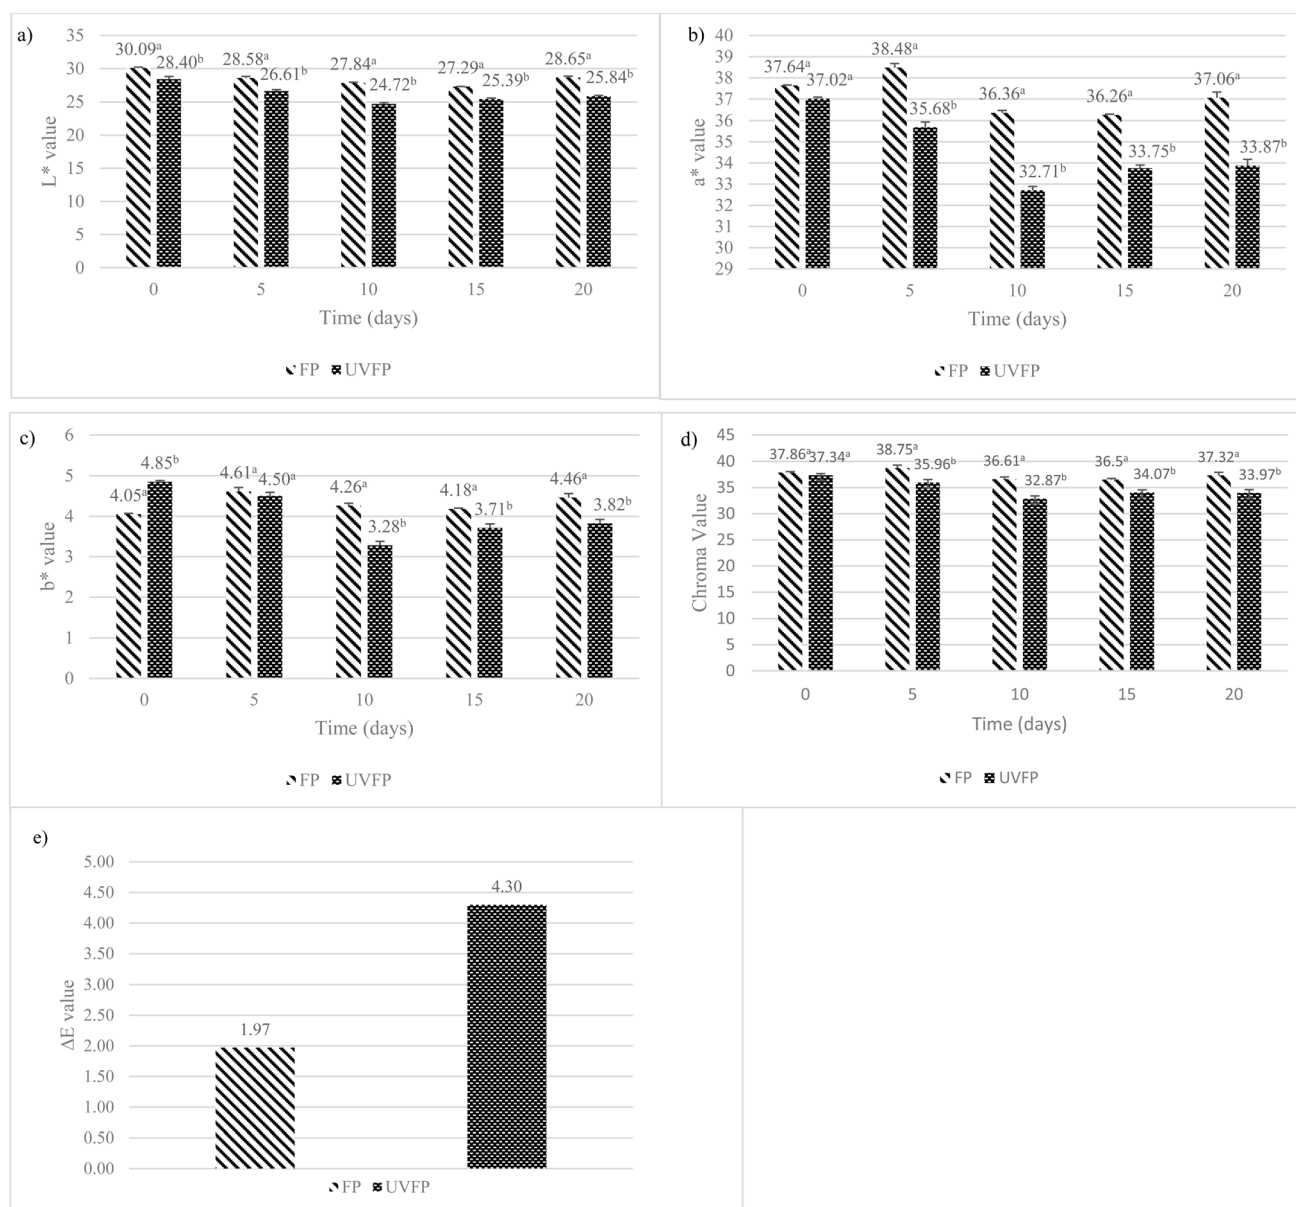 a)
35
30
25
20
15
10
5
0
L* value
30.09ᵃ
28.40ᵇ
28.58ᵃ
26.61ᵇ
27.84ᵃ
24.72ᵇ
27.29ᵃ
25.39ᵇ
28.65ᵃ
25.84ᵇ
0 5 10 15 20
Time (days)
FP UVFP
b)
40
39
38
37
36
35
34
33
32
31
30
29
a* value
37.64ᵃ
37.02ᵃ
38.48ᵃ
35.68ᵇ
36.36ᵃ
32.71ᵇ
36.26ᵃ
33.75ᵇ
37.06ᵃ
33.87ᵇ
0 5 10 15 20
Time (days)
FP UVFP
c)
6
5
4
3
2
1
0
b* value
4.05ᵃ
4.85ᵇ
4.61ᵃ
4.50ᵃ
4.26ᵃ
3.28ᵇ
4.18ᵃ
3.71ᵇ
4.46ᵃ
3.82ᵇ
0 5 10 15 20
Time (days)
FP UVFP
d)
45
40
35
30
25
20
15
10
5
0
Chroma Value
37.86ᵃ
37.34ᵃ
38.75ᵃ
35.96ᵇ
36.61ᵃ
32.87ᵇ
36.5ᵃ
34.07ᵇ
37.32ᵃ
33.97ᵇ
0 5 10 15 20
Time (days)
FP UVFP
e)
5.00
4.50
4.00
3.50
3.00
2.50
2.00
1.50
1.00
0.50
0.00
ΔE value
1.97
4.30
FP UVFP